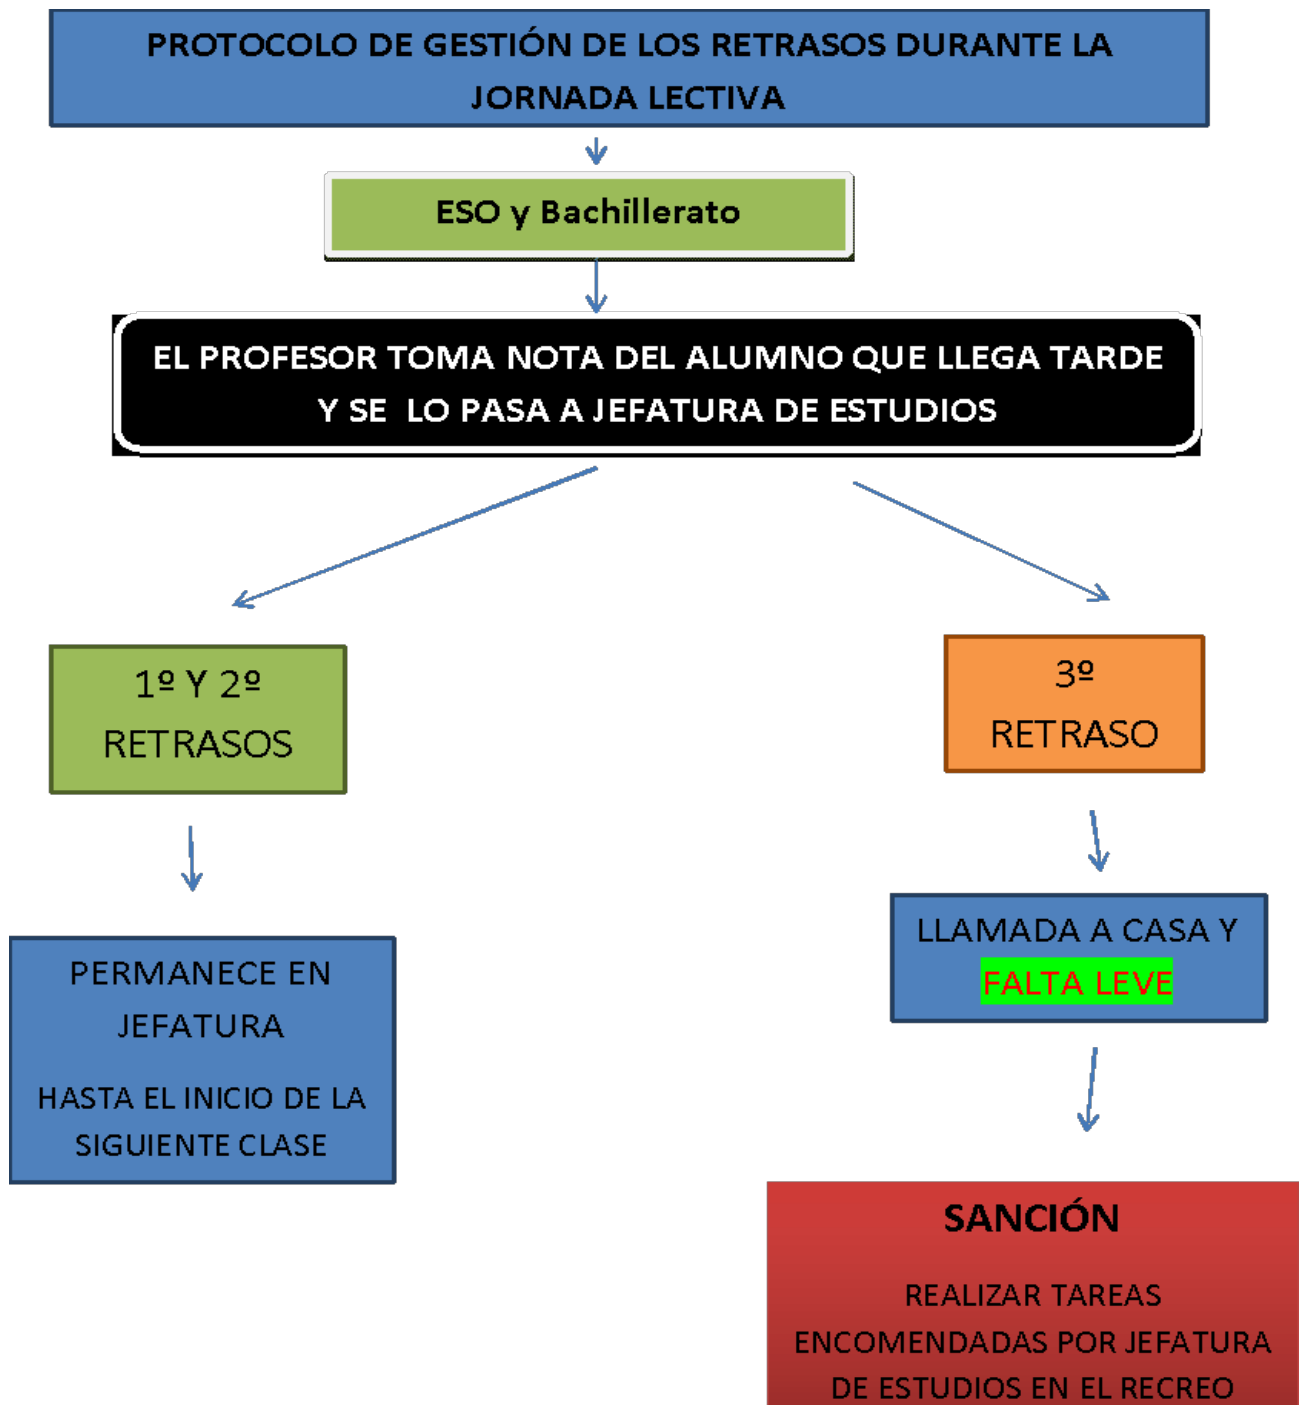 PROTOCOLO DE GESTIÓN DE LOS RETRASOS DURANTE LA
JORNADA LECTIVA
ESO y Bachillerato
EL PROFESOR TOMA NOTA DEL ALUMNO QUE LLEGA TARDE
Y SE LO PASA A JEFATURA DE ESTUDIOS
1º Y 2º
RETRASOS
3º
RETRASO
PERMANECE EN
JEFATURA
HASTA EL INICIO DE LA
SIGUIENTE CLASE
LLAMADA A CASA Y
FALTA LEVE
SANCIÓN
REALIZAR TAREAS
ENCOMENDADAS POR JEFATURA
DE ESTUDIOS EN EL RECREO